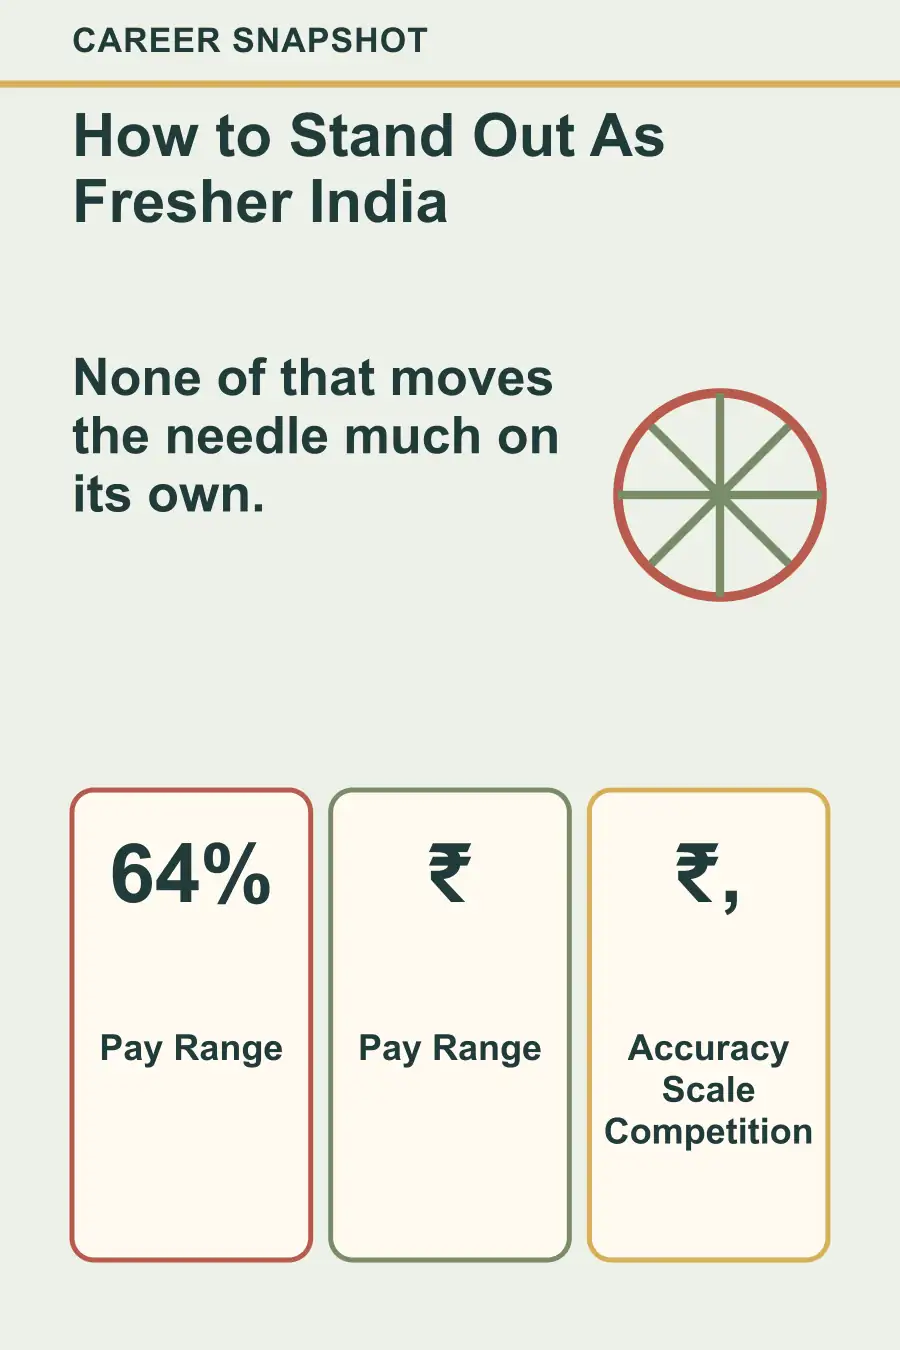 CAREER SNAPSHOT
How to Stand Out As
Fresher India
None of that moves
the needle much on
its own.
64%
Pay Range
₹
Pay Range
₹,
Accuracy
Scale
Competition